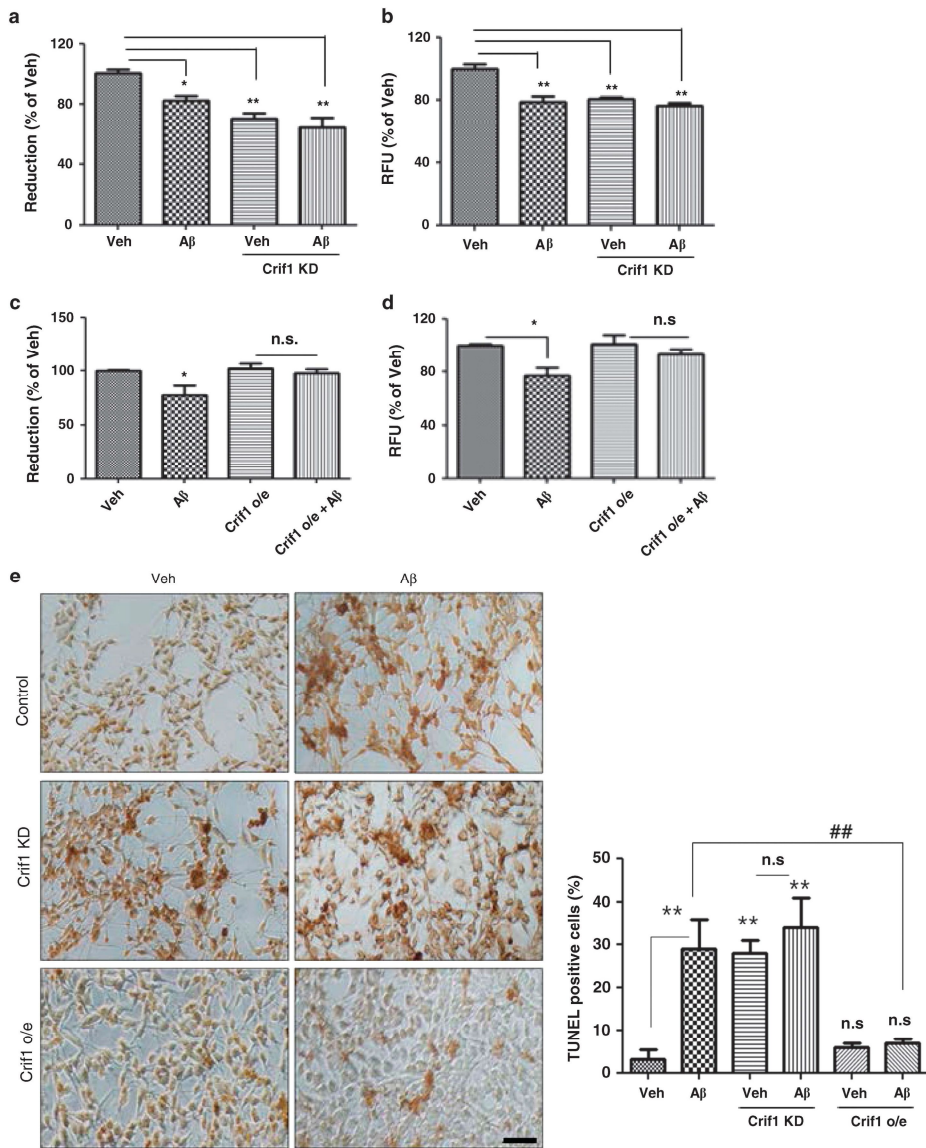 a
120
80
40
0
Reduction (% of Veh)
*
**
**
Veh
Aβ
Veh
Aβ
Crif1 KD
b
120
80
40
0
RFU (% of Veh)
**
**
**
Veh
Aβ
Veh
Aβ
Crif1 KD
c
150
100
50
0
Reduction (% of Veh)
*
n.s.
Veh
Aβ
Crif1 o/e
Crif1 o/e + Aβ
d
120
80
40
0
RFU (% of Veh)
*
n.s
Veh
Aβ
Crif1 o/e
Crif1 o/e + Aβ
e
Veh
Aβ
Control
Crif1 KD
Crif1 o/e
50
40
30
20
10
0
TUNEL positive cells (%)
##
n.s
**
**
**
n.s
n.s
Veh
Aβ
Veh
Aβ
Veh
Aβ
Crif1 KD
Crif1 o/e